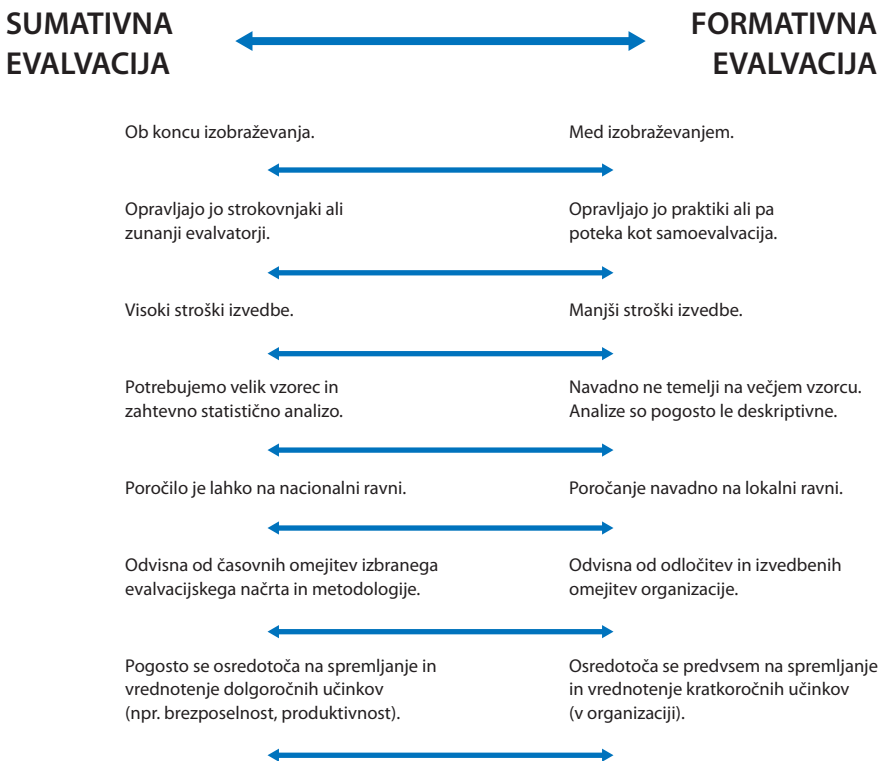 SUMATIVNA
EVALVACIJA
FORMATIVNA
EVALVACIJA
Ob koncu izobraževanja.
Med izobraževanjem.
Opravljajo jo strokovnjaki ali
zunanji evalvatorji.
Opravljajo jo praktiki ali pa
poteka kot samoevalvacija.
Visoki stroški izvedbe.
Manjši stroški izvedbe.
Potrebujemo velik vzorec in
zahtevno statistično analizo.
Navadno ne temelji na večjem vzorcu.
Analize so pogosto le deskriptivne.
Poročilo je lahko na nacionalni ravni.
Poročanje navadno na lokalni ravni.
Odvisna od časovnih omejitev izbranega
evalvacijskega načrta in metodologije.
Odvisna od odločitev in izvedbenih
omejitev organizacije.
Pogosto se osredotoča na spremljanje in
vrednotenje dolgoročnih učinkov
(npr. brezposelnost, produktivnost).
Osredotoča se predvsem na spremljanje
in vrednotenje kratkoročnih učinkov
(v organizaciji).